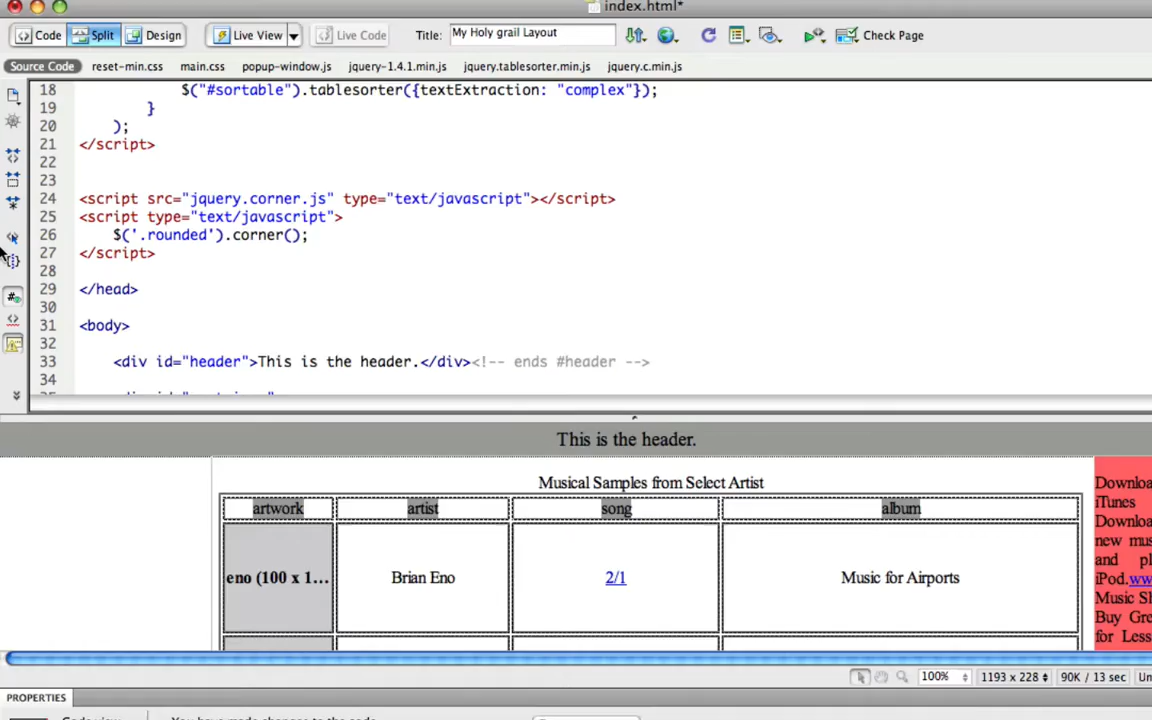 index.html*
Code Split Design Live View Live Code Title: My Holy grail Layout Check Page
Source Code reset-min.css main.css popup-window.js jquery-1.4.1.min.js jquery.tablesorter.min.js jquery.c.min.js
18 $("#sortable").tablesorter({textExtraction: "complex"});
19 }
20 );
21 </script>
22
23
24 <script src="jquery.corner.js" type="text/javascript"></script>
25 <script type="text/javascript">
26 $('.rounded').corner();
27 </script>
28
29 </head>
30
31 <body>
32
33 <div id="header">This is the header.</div><!-- ends #header -->
34
This is the header.
Musical Samples from Select Artist
artwork artist song album
eno (100 x 1... Brian Eno 2/1 Music for Airports
Downloa
iTunes
Downloa
new mus
and pl
iPod.ww
Music Sh
Buy Gre
for Less
100% 1193 x 228 90K / 13 sec Un
PROPERTIES